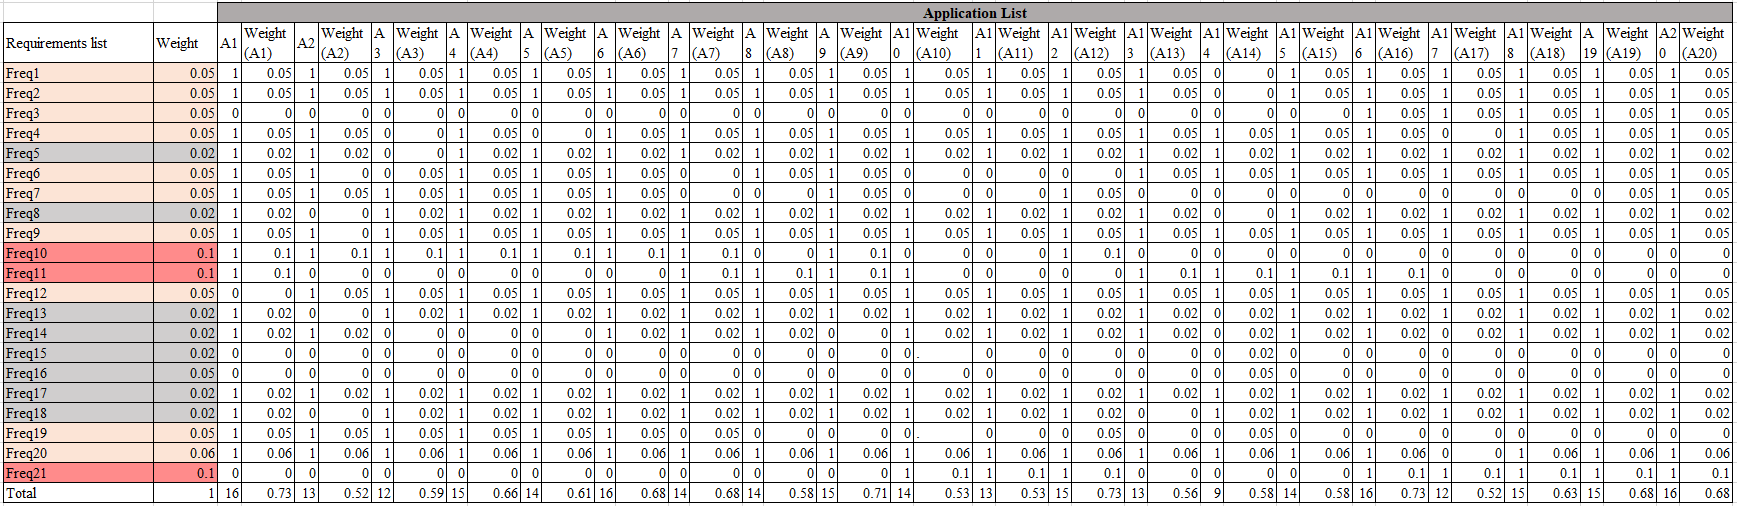 Application List
Requirements list Weight A1 Weight (A1) A2 Weight (A2) A3 Weight (A3) A4 Weight (A4) A5 Weight (A5) A6 Weight (A6) A7 Weight (A7) A8 Weight (A8) A9 Weight (A9) A10 Weight (A10) A11 Weight (A11) A12 Weight (A12) A13 Weight (A13) A14 Weight (A14) A15 Weight (A15) A16 Weight (A16) A17 Weight (A17) A18 Weight (A18) A19 Weight (A19) A20 Weight (A20)
Freq1 0.05 1 0.05 1 0.05 1 0.05 1 0.05 1 0.05 1 0.05 1 0.05 1 0.05 1 0.05 1 0.05 1 0.05 1 0.05 1 0.05 0 0 1 0.05 1 0.05 1 0.05 1 0.05 1 0.05 1 0.05
Freq2 0.05 1 0.05 1 0.05 1 0.05 1 0.05 1 0.05 1 0.05 1 0.05 1 0.05 1 0.05 1 0.05 1 0.05 1 0.05 1 0.05 0 0 1 0.05 1 0.05 1 0.05 1 0.05 1 0.05 1 0.05
Freq3 0.05 0 0 0 0 0 0 0 0 0 0 0 0 0 0 0 0 0 0 0 0 0 0 0 0 0 0 0 0 0 0 1 0.05 1 0.05 1 0.05 1 0.05 1 0.05
Freq4 0.05 1 0.05 1 0.05 0 0 1 0.05 0 0 1 0.05 1 0.05 1 0.05 1 0.05 1 0.05 1 0.05 1 0.05 1 0.05 1 0.05 1 0.05 1 0.05 0 0 1 0.05 1 0.05 1 0.05
Freq5 0.02 1 0.02 1 0.02 0 0 1 0.02 1 0.02 1 0.02 1 0.02 1 0.02 1 0.02 1 0.02 1 0.02 1 0.02 1 0.02 1 0.02 1 0.02 1 0.02 1 0.02 1 0.02 1 0.02 1 0.02
Freq6 0.05 1 0.05 1 0 0 0.05 1 0.05 1 0.05 1 0.05 0 0 1 0.05 1 0.05 0 0 0 0 0 0 1 0.05 1 0.05 1 0.05 1 0.05 1 0.05 1 0.05 1 0.05 1 0.05
Freq7 0.05 1 0.05 1 0.05 1 0.05 1 0.05 1 0.05 1 0.05 0 0 0 0 1 0.05 0 0 0 0 1 0.05 0 0 0 0 0 0 0 0 0 0 0 0 0 0.05 1 0.05
Freq8 0.02 1 0.02 0 0 1 0.02 1 0.02 1 0.02 1 0.02 1 0.02 1 0.02 1 0.02 1 0.02 1 0.02 1 0.02 1 0.02 0 0 1 0.02 1 0.02 1 0.02 1 0.02 1 0.02 1 0.02
Freq9 0.05 1 0.05 1 0 1 0.05 1 0.05 1 0.05 1 0.05 1 0.05 1 0.05 1 0.05 1 0.05 1 0.05 1 0.05 1 0.05 1 0.05 1 0.05 1 0.05 1 0.05 1 0.05 1 0.05 1 0.05
Freq10 0.1 1 0.1 1 0.1 1 0.1 1 0.1 1 0.1 1 0.1 1 0.1 0 0 1 0.1 0 0 0 0 1 0.1 0 0 0 0 0 0 0 0 0 0 0 0 0 0 0 0
Freq11 0.1 1 0.1 0 0 0 0 0 0 0 0 0 0 1 0.1 1 0.1 1 0.1 0 0 0 0 0 0 1 0.1 1 0.1 1 0.1 1 0.1 0 0 0 0 0 0 0 0
Freq12 0.05 0 0 1 0.05 1 0.05 1 0.05 1 0.05 1 0.05 1 0.05 1 0.05 1 0.05 1 0.05 1 0.05 1 0.05 1 0.05 1 0.05 1 0.05 1 0.05 1 0.05 1 0.05 1 0.05 1 0.05
Freq13 0.02 1 0.02 0 0 1 0.02 1 0.02 1 0.02 1 0.02 1 0.02 1 0.02 1 0.02 1 0.02 1 0.02 1 0.02 1 0.02 1 0.02 1 0.02 1 0.02 1 0.02 1 0.02 1 0.02 1 0.02
Freq14 0.02 1 0.02 1 0.02 0 0 0 0 0 0 1 0.02 1 0.02 1 0.02 0 0 1 0.02 1 0.02 1 0.02 1 0.02 1 0.02 1 0.02 1 0.02 0 0.02 1 0.02 1 0.02 1 0.02
Freq15 0.02 0 0 0 0 0 0 0 0 0 0 0 0 0 0 0 0 0 0 0 . 0 0 0 0 0 0 0 0.02 0 0 0 0 0 0 0 0 0 0 0 0
Freq16 0.05 0 0 0 0 0 0 0 0 0 0 0 0 0 0 0 0 0 0 0 0 0 0 0 0 0 0 0 0.05 0 0 0 0 0 0 0 0 0 0 0 0
Freq17 0.02 1 0.02 1 0.02 1 0.02 1 0.02 1 0.02 1 0.02 1 0.02 1 0.02 1 0.02 1 0.02 1 0.02 1 0.02 1 0.02 1 0.02 1 0.02 1 0.02 1 0.02 1 0.02 1 0.02 1 0.02
Freq18 0.02 1 0.02 0 0 1 0.02 1 0.02 1 0.02 1 0.02 1 0.02 1 0.02 1 0.02 1 0.02 1 0.02 1 0.02 0 0 1 0.02 1 0.02 1 0.02 1 0.02 1 0.02 1 0.02 1 0.02
Freq19 0.05 1 0.05 1 0.05 1 0.05 1 0.05 1 0.05 1 0.05 0 0.05 0 0 0 0 0 . 0 0 0 0.05 0 0 0 0.05 0 0 0 0 0 0 0 0 0 0 0 0
Freq20 0.06 1 0.06 1 0.06 1 0.06 1 0.06 1 0.06 1 0.06 1 0.06 1 0.06 1 0.06 1 0.06 1 0.06 1 0.06 1 0.06 1 0.06 1 0.06 1 0.06 0 0 1 0.06 1 0.06 1 0.06
Freq21 0.1 0 0 0 0 0 0 0 0 0 0 0 0 0 0 0 0 0 0 1 0.1 1 0.1 1 0.1 0 0 0 0 0 0 1 0.1 1 0.1 1 0.1 1 0.1 1 0.1
Total 1 16 0.73 13 0.52 12 0.59 15 0.66 14 0.61 16 0.68 14 0.68 14 0.58 15 0.71 14 0.53 13 0.53 15 0.73 13 0.56 9 0.58 14 0.58 16 0.73 12 0.52 15 0.63 15 0.68 16 0.68